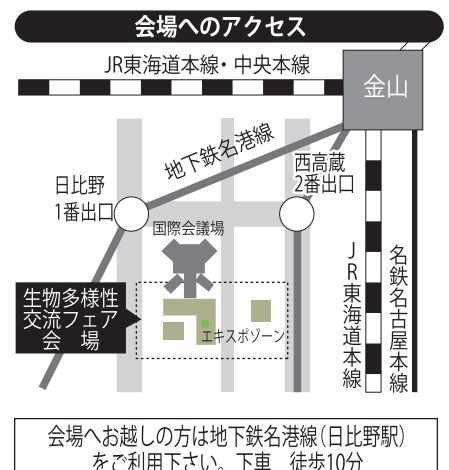 会場へのアクセス
JR東海道本線・中央本線
金山
地下鉄名港線
西高蔵
2番出口
日比野
1番出口
国際会議場
生物多様性
交流フェア
会場
エキスポゾーン
JR東海道本線
名鉄名古屋本線
会場へお越しの方は地下鉄名港線(日比野駅)
をご利用下さい。下車 徒歩10分